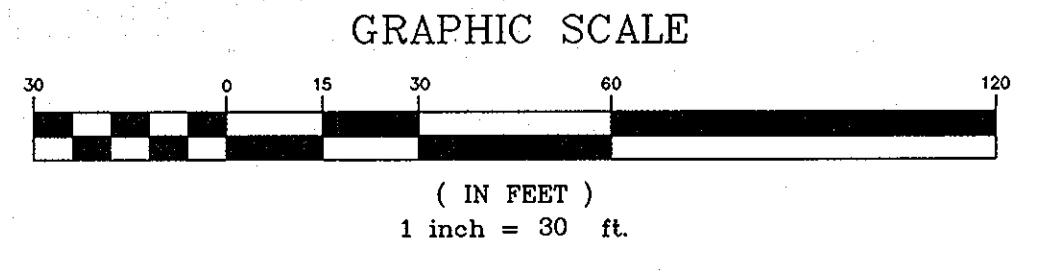 GRAPHIC SCALE
30 0 15 30 60 120
( IN FEET )
1 inch = 30 ft.